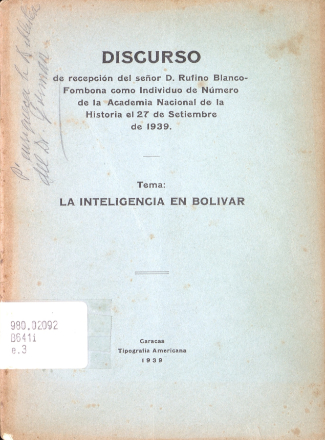 DISCURSO
de recepción del señor D. Rufino Blanco-
Fombona como Individuo de Número
de la Academia Nacional de la
Historia el 27 de Setiembre
de 1939.
Tema:
LA INTELIGENCIA EN BOLIVAR
980.02092
B6411
e.3
Caracas
Tipografía Americana
1939